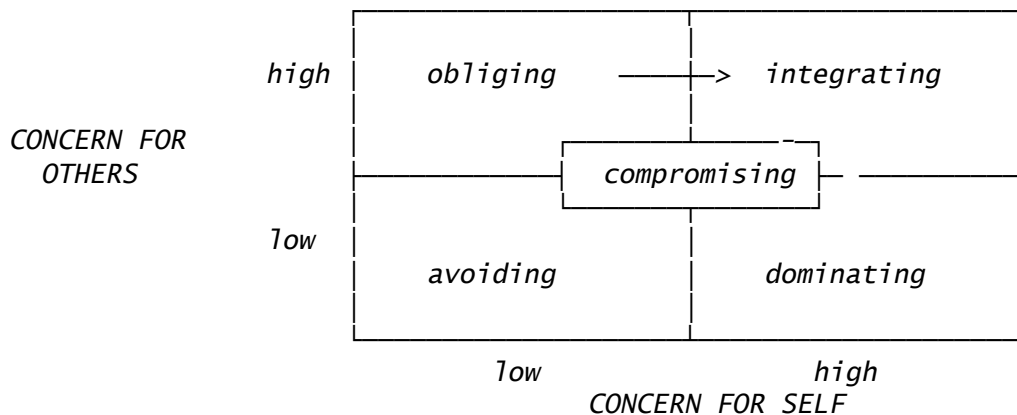 high obliging > integrating
CONCERN FOR
OTHERS compromising
low
avoiding dominating
low high
CONCERN FOR SELF